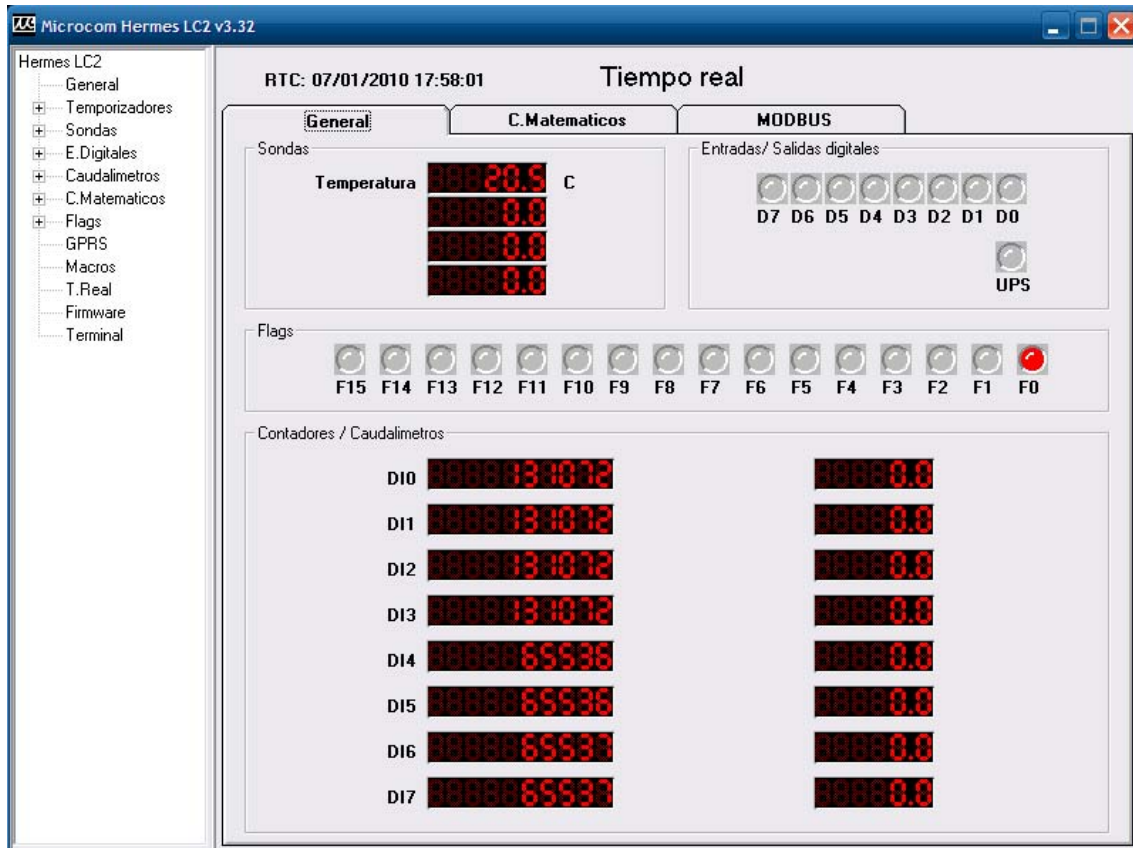 Microcom Hermes LC2 v3.32
Hermes LC2
General
Temporizadores
Sondas
E.Digitales
Caudalimetros
C.Matematicos
Flags
GPRS
Macros
T.Real
Firmware
Terminal
RTC: 07/01/2010 17:58:01 Tiempo real
General C.Matematicos MODBUS
Sondas
Temperatura 20.5 C
0.0
0.0
0.0
Entradas/ Salidas digitales
D7 D6 D5 D4 D3 D2 D1 D0
UPS
Flags
F15 F14 F13 F12 F11 F10 F9 F8 F7 F6 F5 F4 F3 F2 F1 F0
Contadores / Caudalimetros
DI0 131072 0.0
DI1 131072 0.0
DI2 131072 0.0
DI3 131072 0.0
DI4 65536 0.0
DI5 65536 0.0
DI6 65537 0.0
DI7 65537 0.0